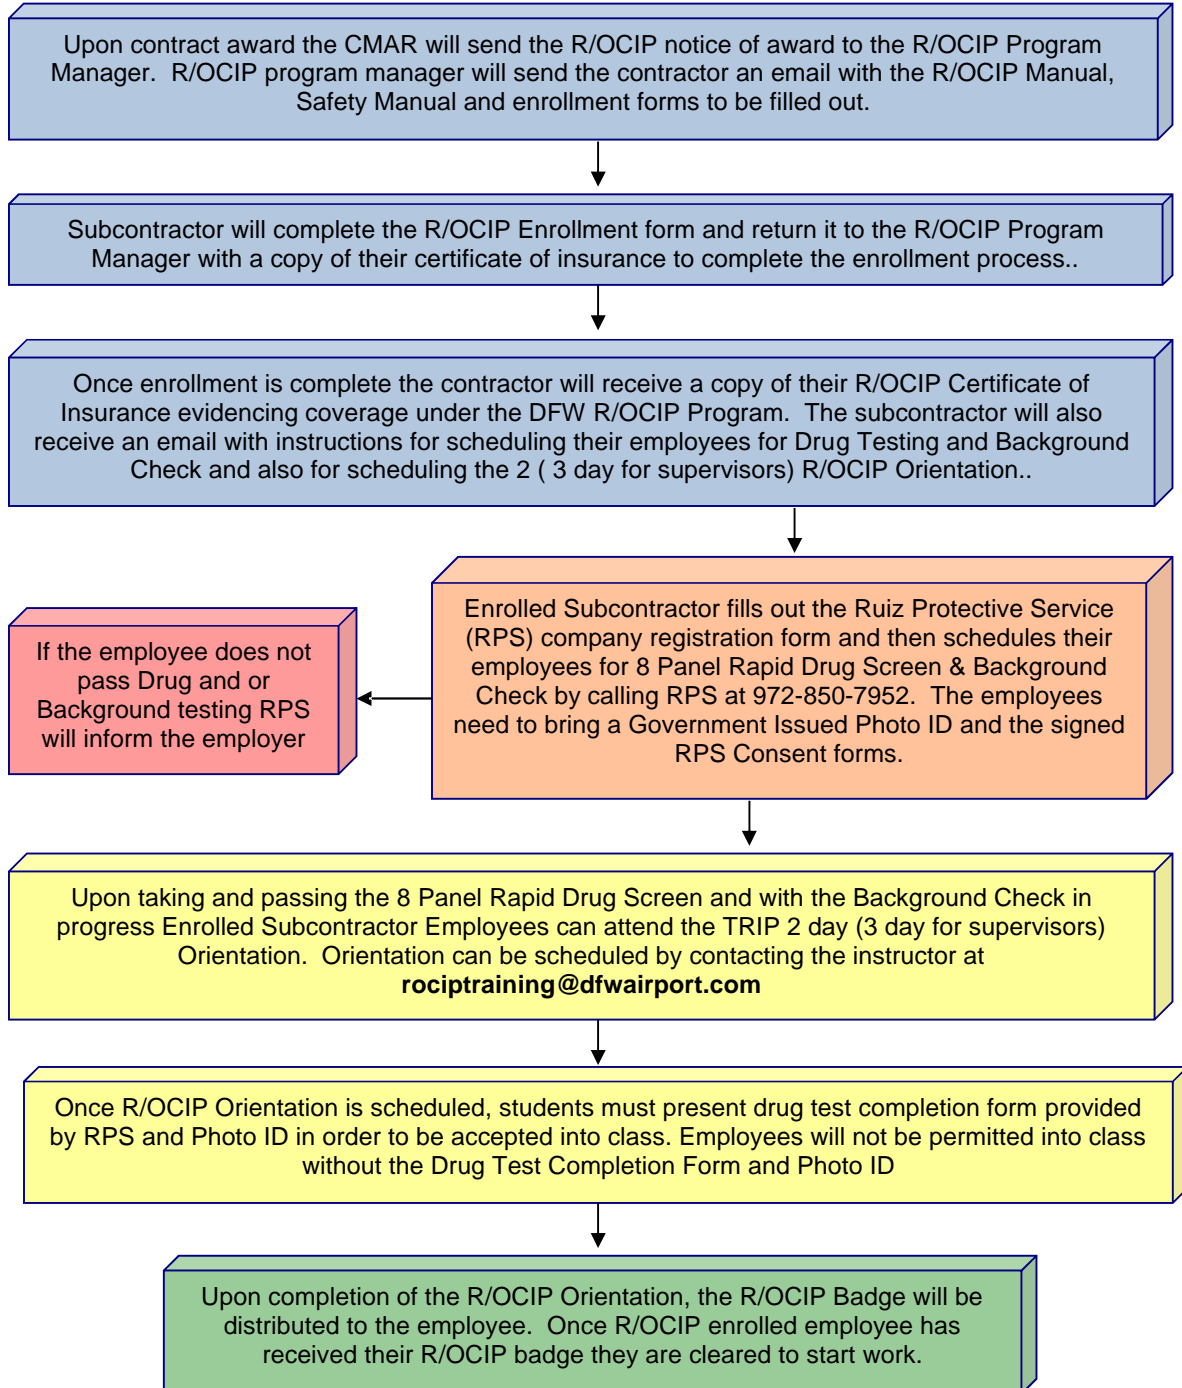 Upon contract award the CMAR will send the R/OCIP notice of award to the R/OCIP Program
Manager.  R/OCIP program manager will send the contractor an email with the R/OCIP Manual,
Safety Manual and enrollment forms to be filled out.
Subcontractor will complete the R/OCIP Enrollment form and return it to the R/OCIP Program
Manager with a copy of their certificate of insurance to complete the enrollment process..
Once enrollment is complete the contractor will receive a copy of their R/OCIP Certificate of
Insurance evidencing coverage under the DFW R/OCIP Program.  The subcontractor will also
receive an email with instructions for scheduling their employees for Drug Testing and Background
Check and also for scheduling the 2 ( 3 day for supervisors) R/OCIP Orientation..
Enrolled Subcontractor fills out the Ruiz Protective Service
(RPS) company registration form and then schedules their
employees for 8 Panel Rapid Drug Screen & Background
Check by calling RPS at 972-850-7952.  The employees
need to bring a Government Issued Photo ID and the signed
RPS Consent forms.
If the employee does not
pass Drug and or
Background testing RPS
will inform the employer
Upon taking and passing the 8 Panel Rapid Drug Screen and with the Background Check in
progress Enrolled Subcontractor Employees can attend the TRIP 2 day (3 day for supervisors)
Orientation.  Orientation can be scheduled by contacting the instructor at
rociptraining@dfwairport.com
Once R/OCIP Orientation is scheduled, students must present drug test completion form provided
by RPS and Photo ID in order to be accepted into class. Employees will not be permitted into class
without the Drug Test Completion Form and Photo ID
Upon completion of the R/OCIP Orientation, the R/OCIP Badge will be
distributed to the employee.  Once R/OCIP enrolled employee has
received their R/OCIP badge they are cleared to start work.